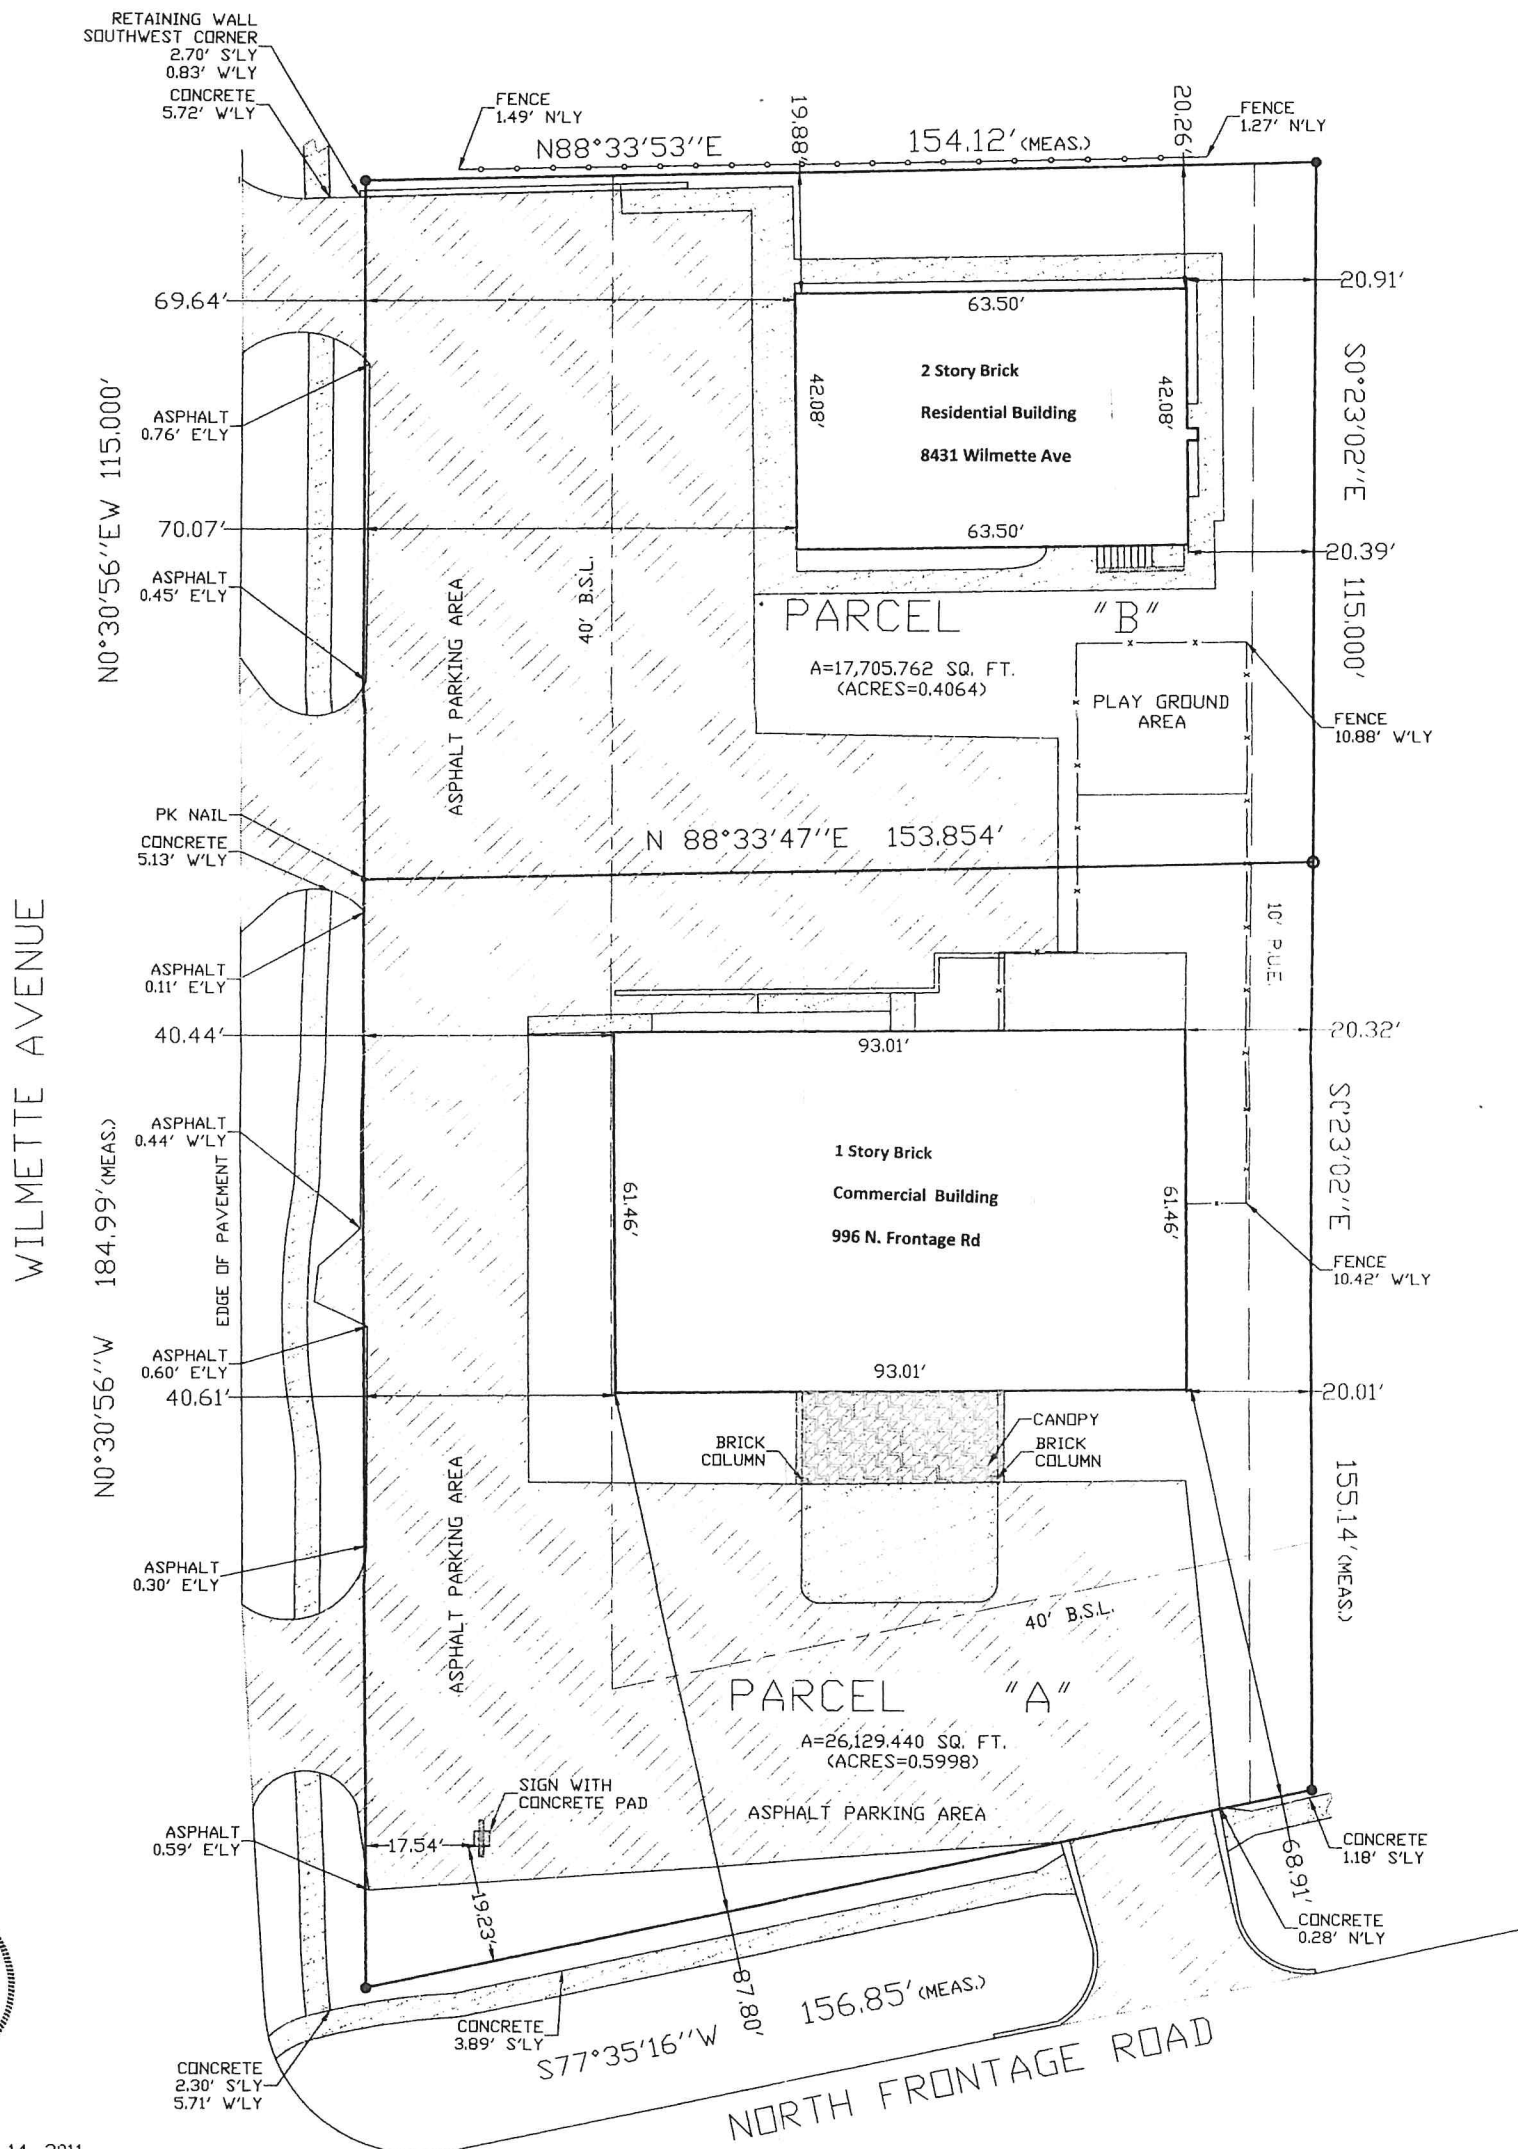 RETAINING WALL
SOUTHWEST CORNER
2.70' S'LY
0.83' W'LY
CONCRETE
5.72' W'LY
FENCE
1.49' N'LY
N88°33'53''E
19.88'
154.12' (MEAS.)
20.26'
FENCE
1.27' N'LY
69.64'
63.50'
20.91'
2 Story Brick
Residential Building
8431 Wilmette Ave
42.08'
42.08'
S0°23'02''E
115.000'
N0°30'56''EW 115.000'
ASPHALT
0.76' E'LY
70.07'
63.50'
20.39'
ASPHALT
0.45' E'LY
ASPHALT PARKING AREA
40' B.S.L.
PARCEL "B"
A=17,705.762 SQ. FT.
(ACRES=0.4064)
PLAY GROUND
AREA
FENCE
10.88' W'LY
PK NAIL
CONCRETE
5.13' W'LY
N 88°33'47''E 153.854'
10' P.U.E.
WILMETTE AVENUE
ASPHALT
0.11' E'LY
40.44'
93.01'
20.32'
ASPHALT
0.44' W'LY
EDGE OF PAVEMENT
N0°30'56''W 184.99' (MEAS.)
1 Story Brick
Commercial Building
996 N. Frontage Rd
61.46'
61.46'
S0°23'02''E
155.14' (MEAS.)
FENCE
10.42' W'LY
ASPHALT
0.60' E'LY
40.61'
93.01'
20.01'
CANOPY
BRICK
COLUMN
BRICK
COLUMN
ASPHALT PARKING AREA
ASPHALT
0.30' E'LY
40' B.S.L.
PARCEL "A"
A=26,129.440 SQ. FT.
(ACRES=0.5998)
SIGN WITH
CONCRETE PAD
ASPHALT PARKING AREA
ASPHALT
0.59' E'LY
17.54'
19.23'
68.91'
CONCRETE
1.18' S'LY
CONCRETE
0.28' N'LY
87.80'
CONCRETE
3.89' S'LY
S77°35'16''W 156.85' (MEAS.)
CONCRETE
2.30' S'LY
5.71' W'LY
NORTH FRONTAGE ROAD
14, 2011